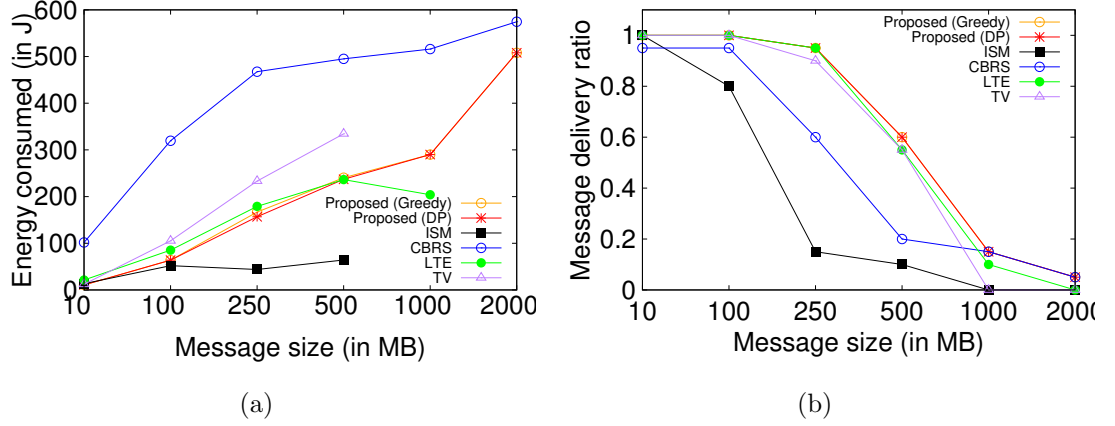 600
500
400
300
200
100
0
10
100
250
500
1000
2000
Energy consumed (in J)
Message size (in MB)
Proposed (Greedy)
Proposed (DP)
ISM
CBRS
LTE
TV
(a)
1
0.8
0.6
0.4
0.2
0
10
100
250
500
1000
2000
Message delivery ratio
Message size (in MB)
Proposed (Greedy)
Proposed (DP)
ISM
CBRS
LTE
TV
(b)